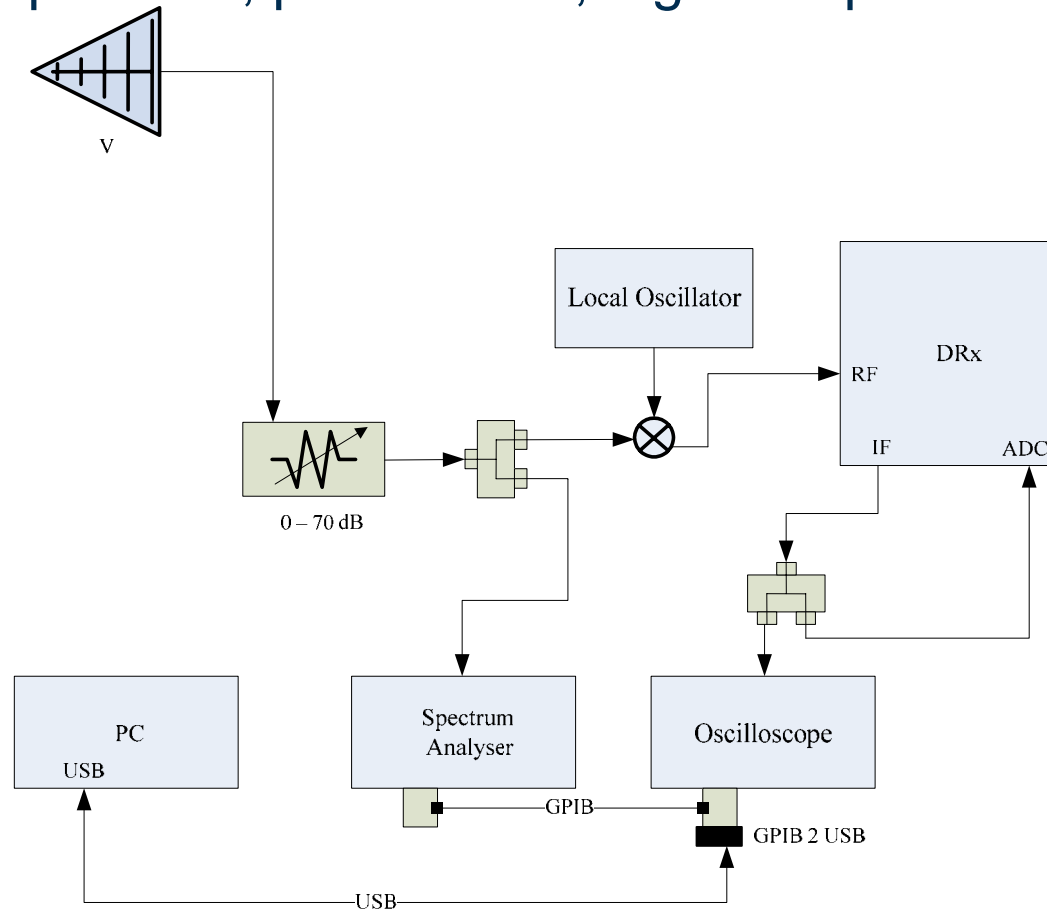 V
Local Oscillator
DRx
RF
IF
ADC
0 – 70 dB
PC
USB
Spectrum
Analyser
Oscilloscope
GPIB
GPIB 2 USB
USB